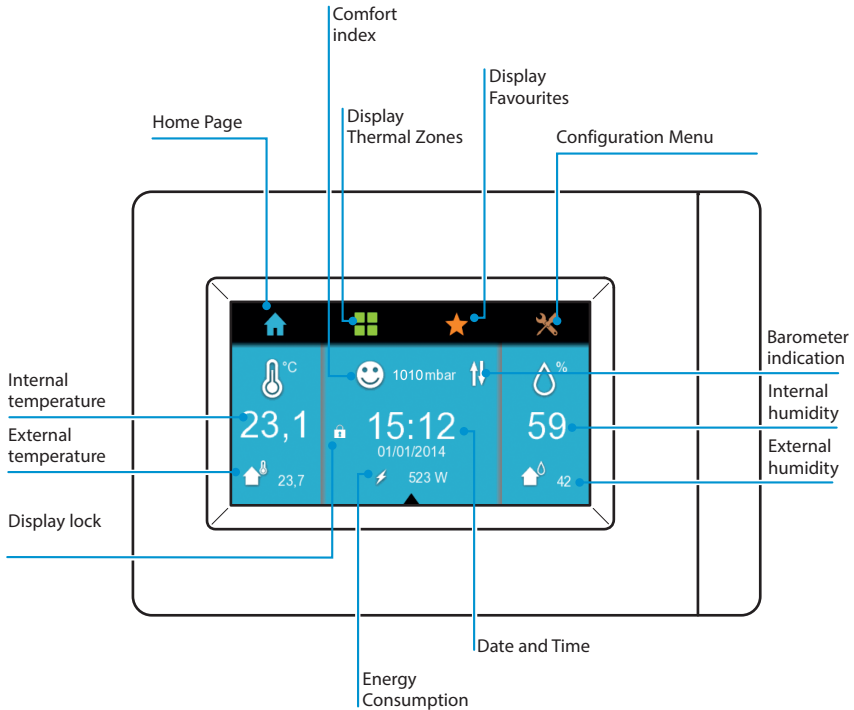 Comfort
index
Display
Favourites
Display
Thermal Zones
Home Page
Configuration Menu
Barometer
indication
Internal
temperature
External
temperature
Display lock
°C
23,1
23,7
1010 mbar
15:12
01/01/2014
523 W
%
59
42
Internal
humidity
External
humidity
Date and Time
Energy
Consumption